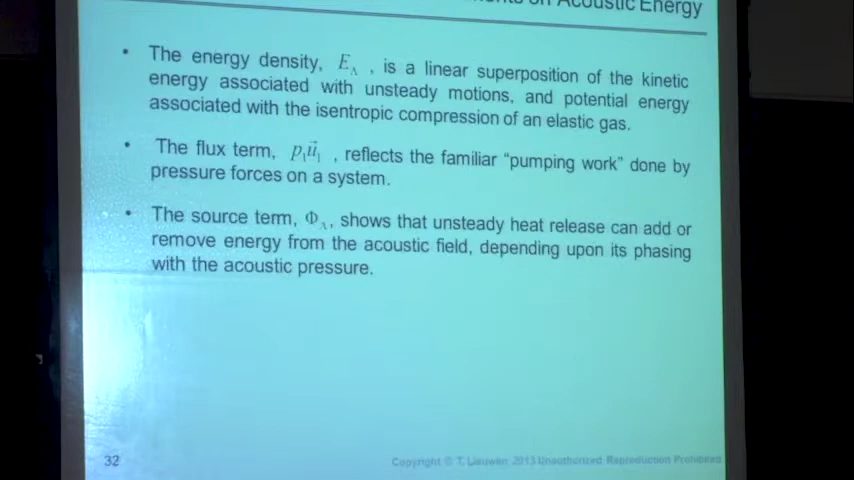 on Acoustic Energy
• The energy density, E_Λ , is a linear superposition of the kinetic
energy associated with unsteady motions, and potential energy
associated with the isentropic compression of an elastic gas.
• The flux term, p₁u⃗₁ , reflects the familiar “pumping work” done by
pressure forces on a system.
• The source term, Φ_Λ, shows that unsteady heat release can add or
remove energy from the acoustic field, depending upon its phasing
with the acoustic pressure.
32
Copyright © T. Lieuwen 2013 Unauthorized Reproduction Prohibited